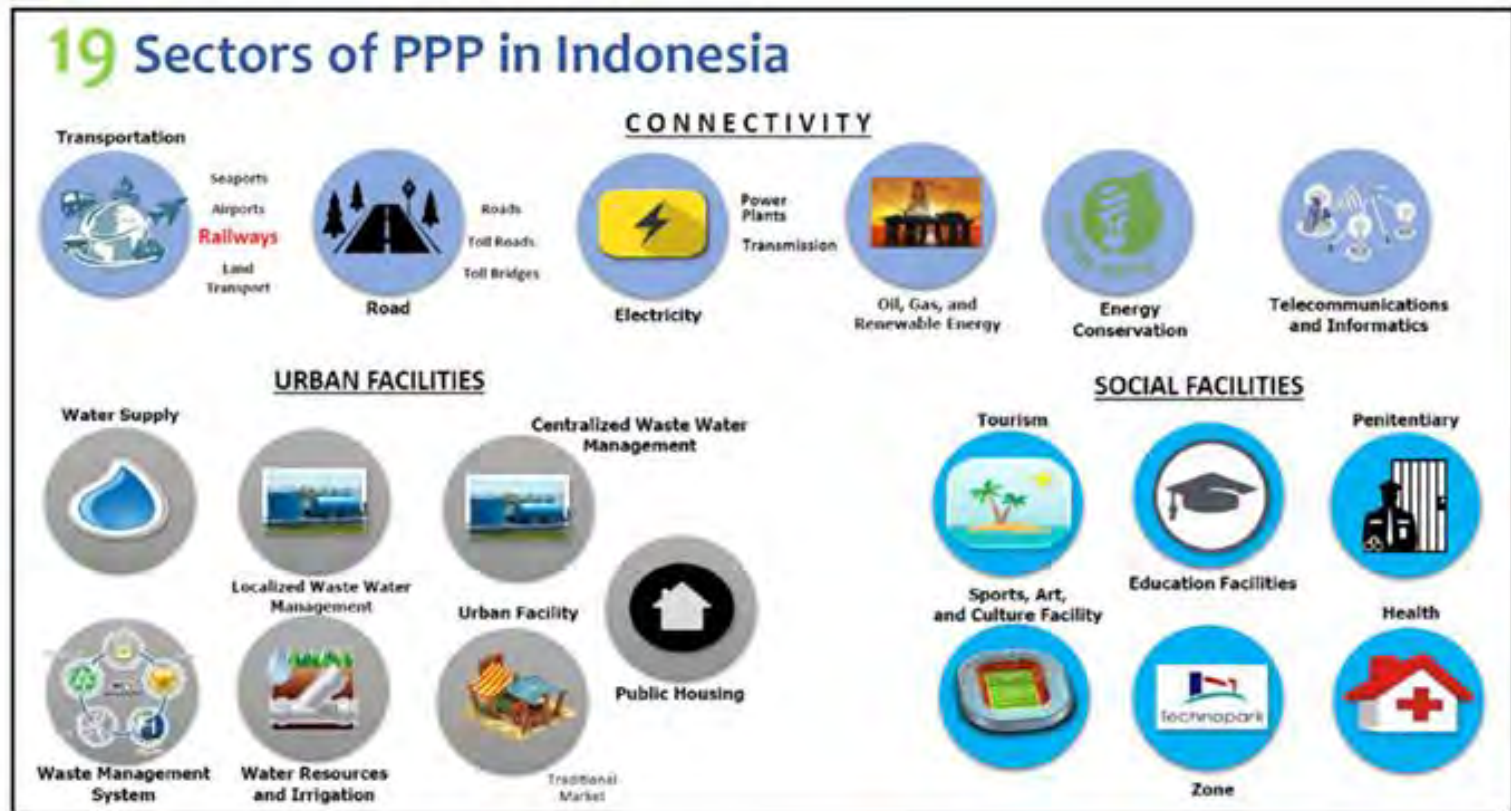 19 Sectors of PPP in Indonesia
CONNECTIVITY
Transportation
Seaports
Airports
Railways
Land
Transport
Roads
Toll Roads
Toll Bridges
Road
Power
Plants
Transmission
Electricity
Oil, Gas, and
Renewable Energy
Energy
Conservation
Telecommunications
and Informatics
URBAN FACILITIES
Water Supply
Localized Waste Water
Management
Centralized Waste Water
Management
Waste Management
System
Water Resources
and Irrigation
Urban Facility
Traditional
Market
Public Housing
SOCIAL FACILITIES
Tourism
Education Facilities
Penitentiary
Sports, Art,
and Culture Facility
Technopark
Zone
Health